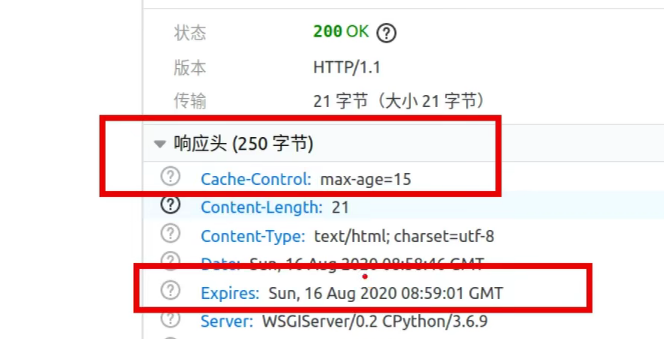 状态 200 OK
版本 HTTP/1.1
传输 21 字节（大小 21 字节）
响应头 (250 字节)
Cache-Control: max-age=15
Content-Length: 21
Content-Type: text/html; charset=utf-8
Date: Sun, 16 Aug 2020 08:58:46 GMT
Expires: Sun, 16 Aug 2020 08:59:01 GMT
Server: WSGIServer/0.2 CPython/3.6.9